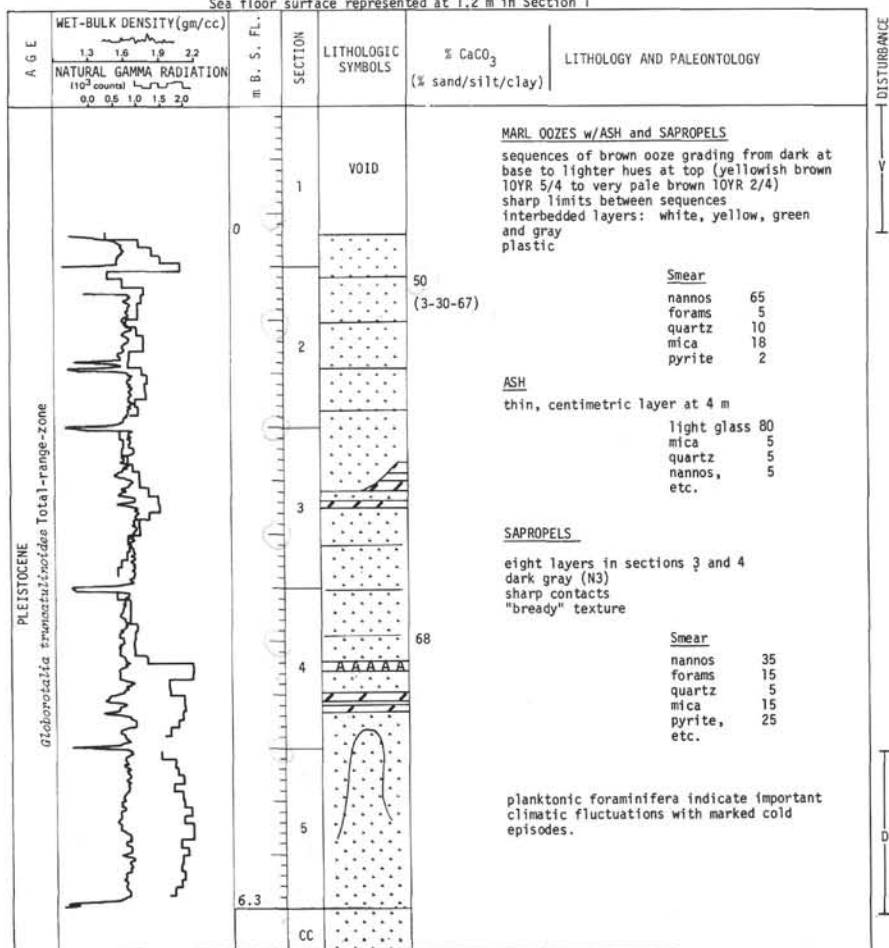 Sea floor surface represented at 1.2 m in Section 1
AGE
WET-BULK DENSITY(gm/cc)
1.3 1.6 1.9 2.2
NATURAL GAMMA RADIATION
(10³ counts)
0.0 0.5 1.0 1.5 2.0
m B. S. FL.
SECTION
LITHOLOGIC
SYMBOLS
% CaCO3
(% sand/silt/clay)
LITHOLOGY AND PALEONTOLOGY
DISTURBANCE
PLEISTOCENE
Globorotalia truncatulinoides Total-range-zone
0
6.3
1
2
3
4
5
CC
VOID
A A A A A
50
(3-30-67)
68
MARL OOZES w/ASH and SAPROPELS
sequences of brown ooze grading from dark at
base to lighter hues at top (yellowish brown
10YR 5/4 to very pale brown 10YR 2/4)
sharp limits between sequences
interbedded layers: white, yellow, green
and gray
plastic
Smear
nannos 65
forams 5
quartz 10
mica 18
pyrite 2
ASH
thin, centimetric layer at 4 m
light glass 80
mica 5
quartz 5
nannos, 5
etc.
SAPROPELS
eight layers in sections 3 and 4
dark gray (N3)
sharp contacts
"bready" texture
Smear
nannos 35
forams 15
quartz 5
mica 15
pyrite, 25
etc.
planktonic foraminifera indicate important
climatic fluctuations with marked cold
episodes.
V
D